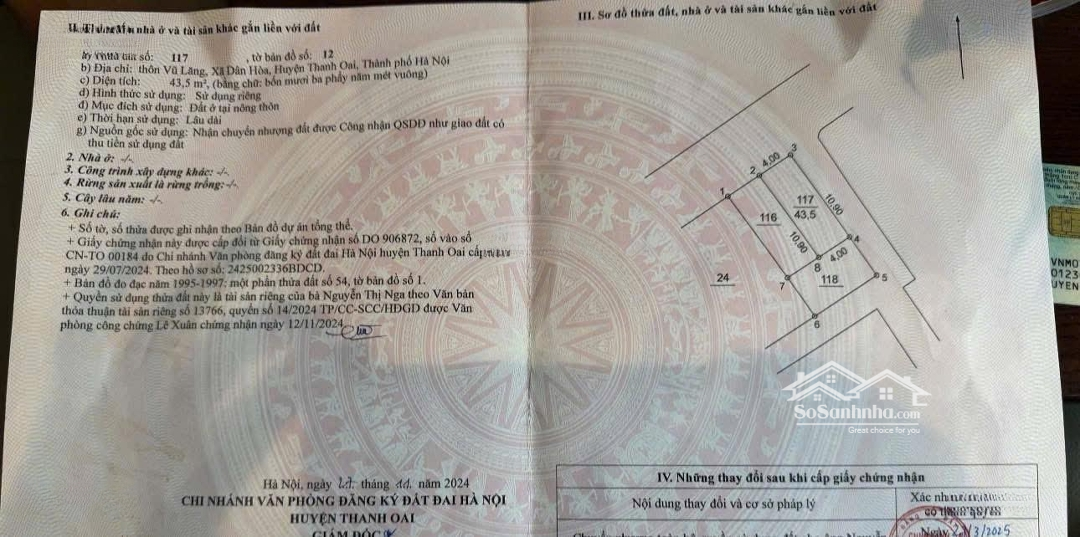 II. Thửa đất, nhà ở và tài sản khác gắn liền với đất
số: 117 , tờ bản đồ số: 12
b) Địa chỉ: thôn Vũ Lăng, Xã Dân Hòa, Huyện Thanh Oai, Thành phố Hà Nội
c) Diện tích: 43,5 m², (bằng chữ: bốn mươi ba phẩy năm mét vuông)
d) Hình thức sử dụng: Sử dụng riêng
đ) Mục đích sử dụng: Đất ở tại nông thôn
e) Thời hạn sử dụng: Lâu dài
g) Nguồn gốc sử dụng: Nhận chuyển nhượng đất được Công nhận QSDĐ như giao đất có
thu tiền sử dụng đất
2. Nhà ở: -/-
3. Công trình xây dựng khác: -/-
4. Rừng sản xuất là rừng trồng: -/-
5. Cây lâu năm: -/-
6. Ghi chú:
+ Số tờ, số thửa được ghi nhận theo Bản đồ dự án tổng thể.
+ Giấy chứng nhận này được cấp đổi từ Giấy chứng nhận số DO 906872, số vào sổ
CN-TO 00184 do Chi nhánh Văn phòng đăng ký đất đai Hà Nội huyện Thanh Oai cấp
ngày 29/07/2024. Theo hồ sơ số: 2425002336BDCD.
+ Bản đồ đo đạc năm 1995-1997: một phần thửa đất số 54, tờ bản đồ số 1.
+ Quyền sử dụng thửa đất này là tài sản riêng của bà Nguyễn Thị Nga theo Văn bản
thỏa thuận tài sản riêng số 13766, quyển số 14/2024 TP/CC-SCC/HĐGD được Văn
phòng công chứng Lê Xuân chứng nhận ngày 12/11/2024.
Hà Nội, ngày tháng 11 năm 2024
CHI NHÁNH VĂN PHÒNG ĐĂNG KÝ ĐẤT ĐAI HÀ NỘI
HUYỆN THANH OAI
GIÁM ĐỐC
III. Sơ đồ thửa đất, nhà ở và tài sản khác gắn liền với đất
3
4,00
2
1
117
43,5
116
10,90
10,90
4
4,00
8
24
7
118
5
6
SoSanhnha.com
Great choice for you
IV. Những thay đổi sau khi cấp giấy chứng nhận
Nội dung thay đổi và cơ sở pháp lý
Xác nhận
có thẩm quyền
Ngày /3/2025
VNMO
0123
UYEN